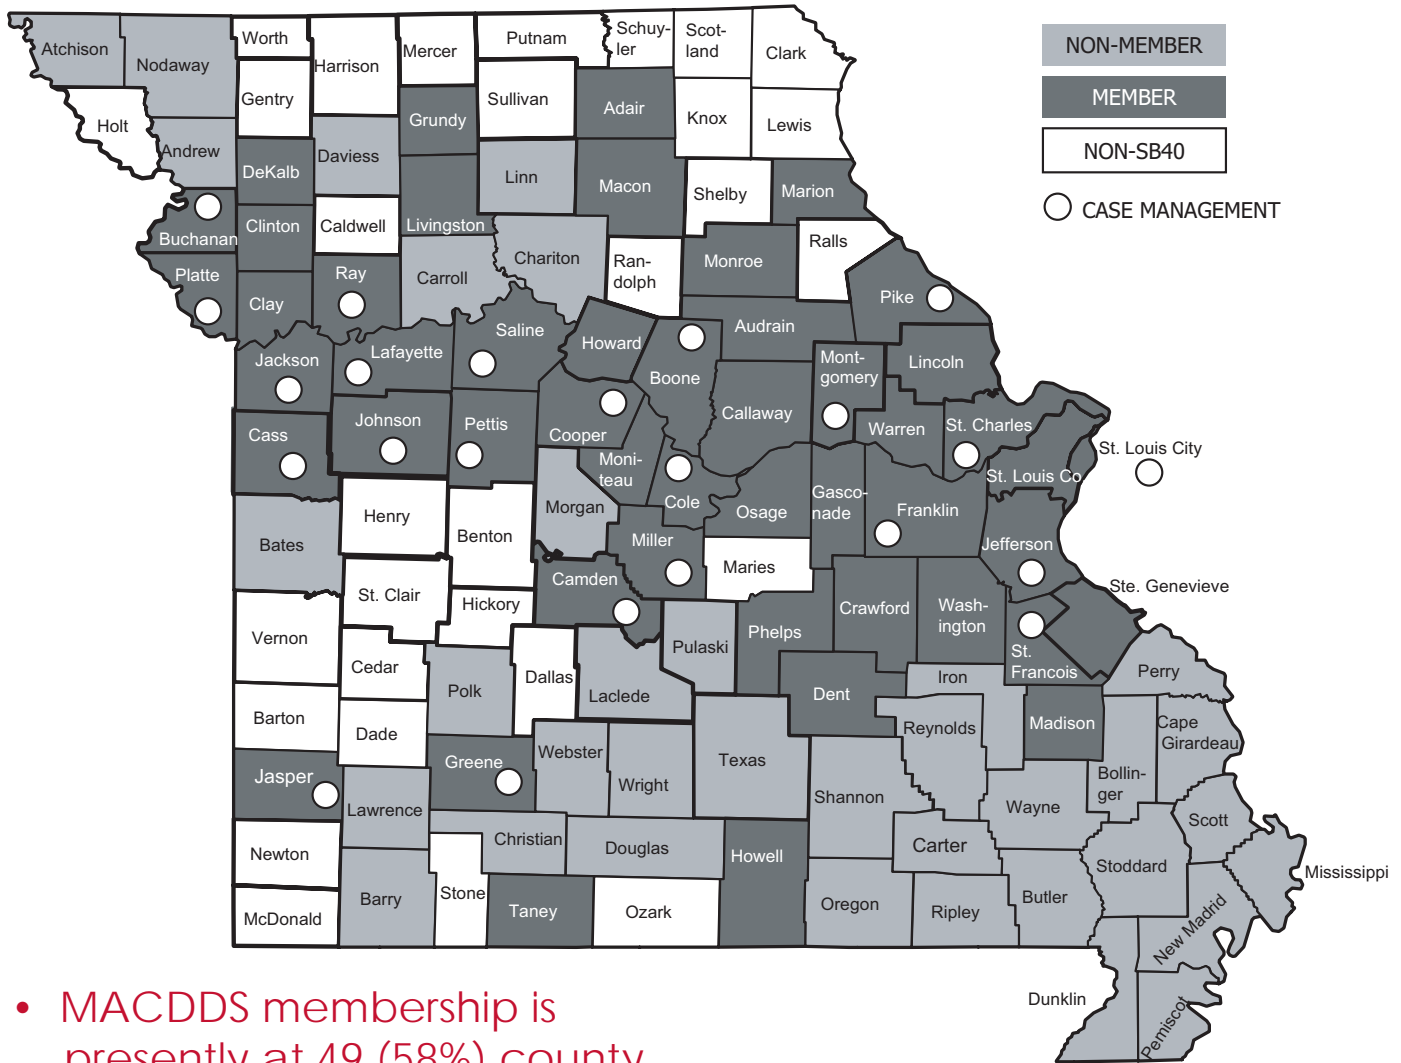 Atchison
Nodaway
Worth
Harrison
Mercer
Putnam
Schuy-
ler
Scot-
land
Clark
NON-MEMBER
MEMBER
NON-SB40
CASE MANAGEMENT
Holt
Gentry
Grundy
Sullivan
Adair
Knox
Lewis
Andrew
DeKalb
Daviess
Linn
Macon
Shelby
Marion
Buchanan
Clinton
Caldwell
Livingston
Chariton
Ran-
dolph
Monroe
Ralls
Platte
Clay
Ray
Carroll
Pike
Saline
Howard
Audrain
Jackson
Lafayette
Boone
Mont-
gomery
Lincoln
Cass
Johnson
Pettis
Cooper
Callaway
Warren
St. Charles
St. Louis City
St. Louis Co.
Moni-
teau
Cole
Osage
Gasco-
nade
Franklin
Jefferson
Bates
Henry
Benton
Morgan
Miller
Maries
Camden
Ste. Genevieve
Vernon
St. Clair
Hickory
Pulaski
Phelps
Crawford
Wash-
ington
St.
Francois
Perry
Cedar
Polk
Dallas
Laclede
Dent
Iron
Barton
Dade
Reynolds
Madison
Cape
Girardeau
Jasper
Greene
Webster
Wright
Texas
Shannon
Bollin-
ger
Lawrence
Wayne
Scott
Newton
Christian
Douglas
Howell
Carter
Stoddard
Mississippi
McDonald
Barry
Stone
Taney
Ozark
Oregon
Ripley
Butler
New Madrid
Dunklin
Pemiscot
• MACDDS membership is
presently at 49 (58%) county